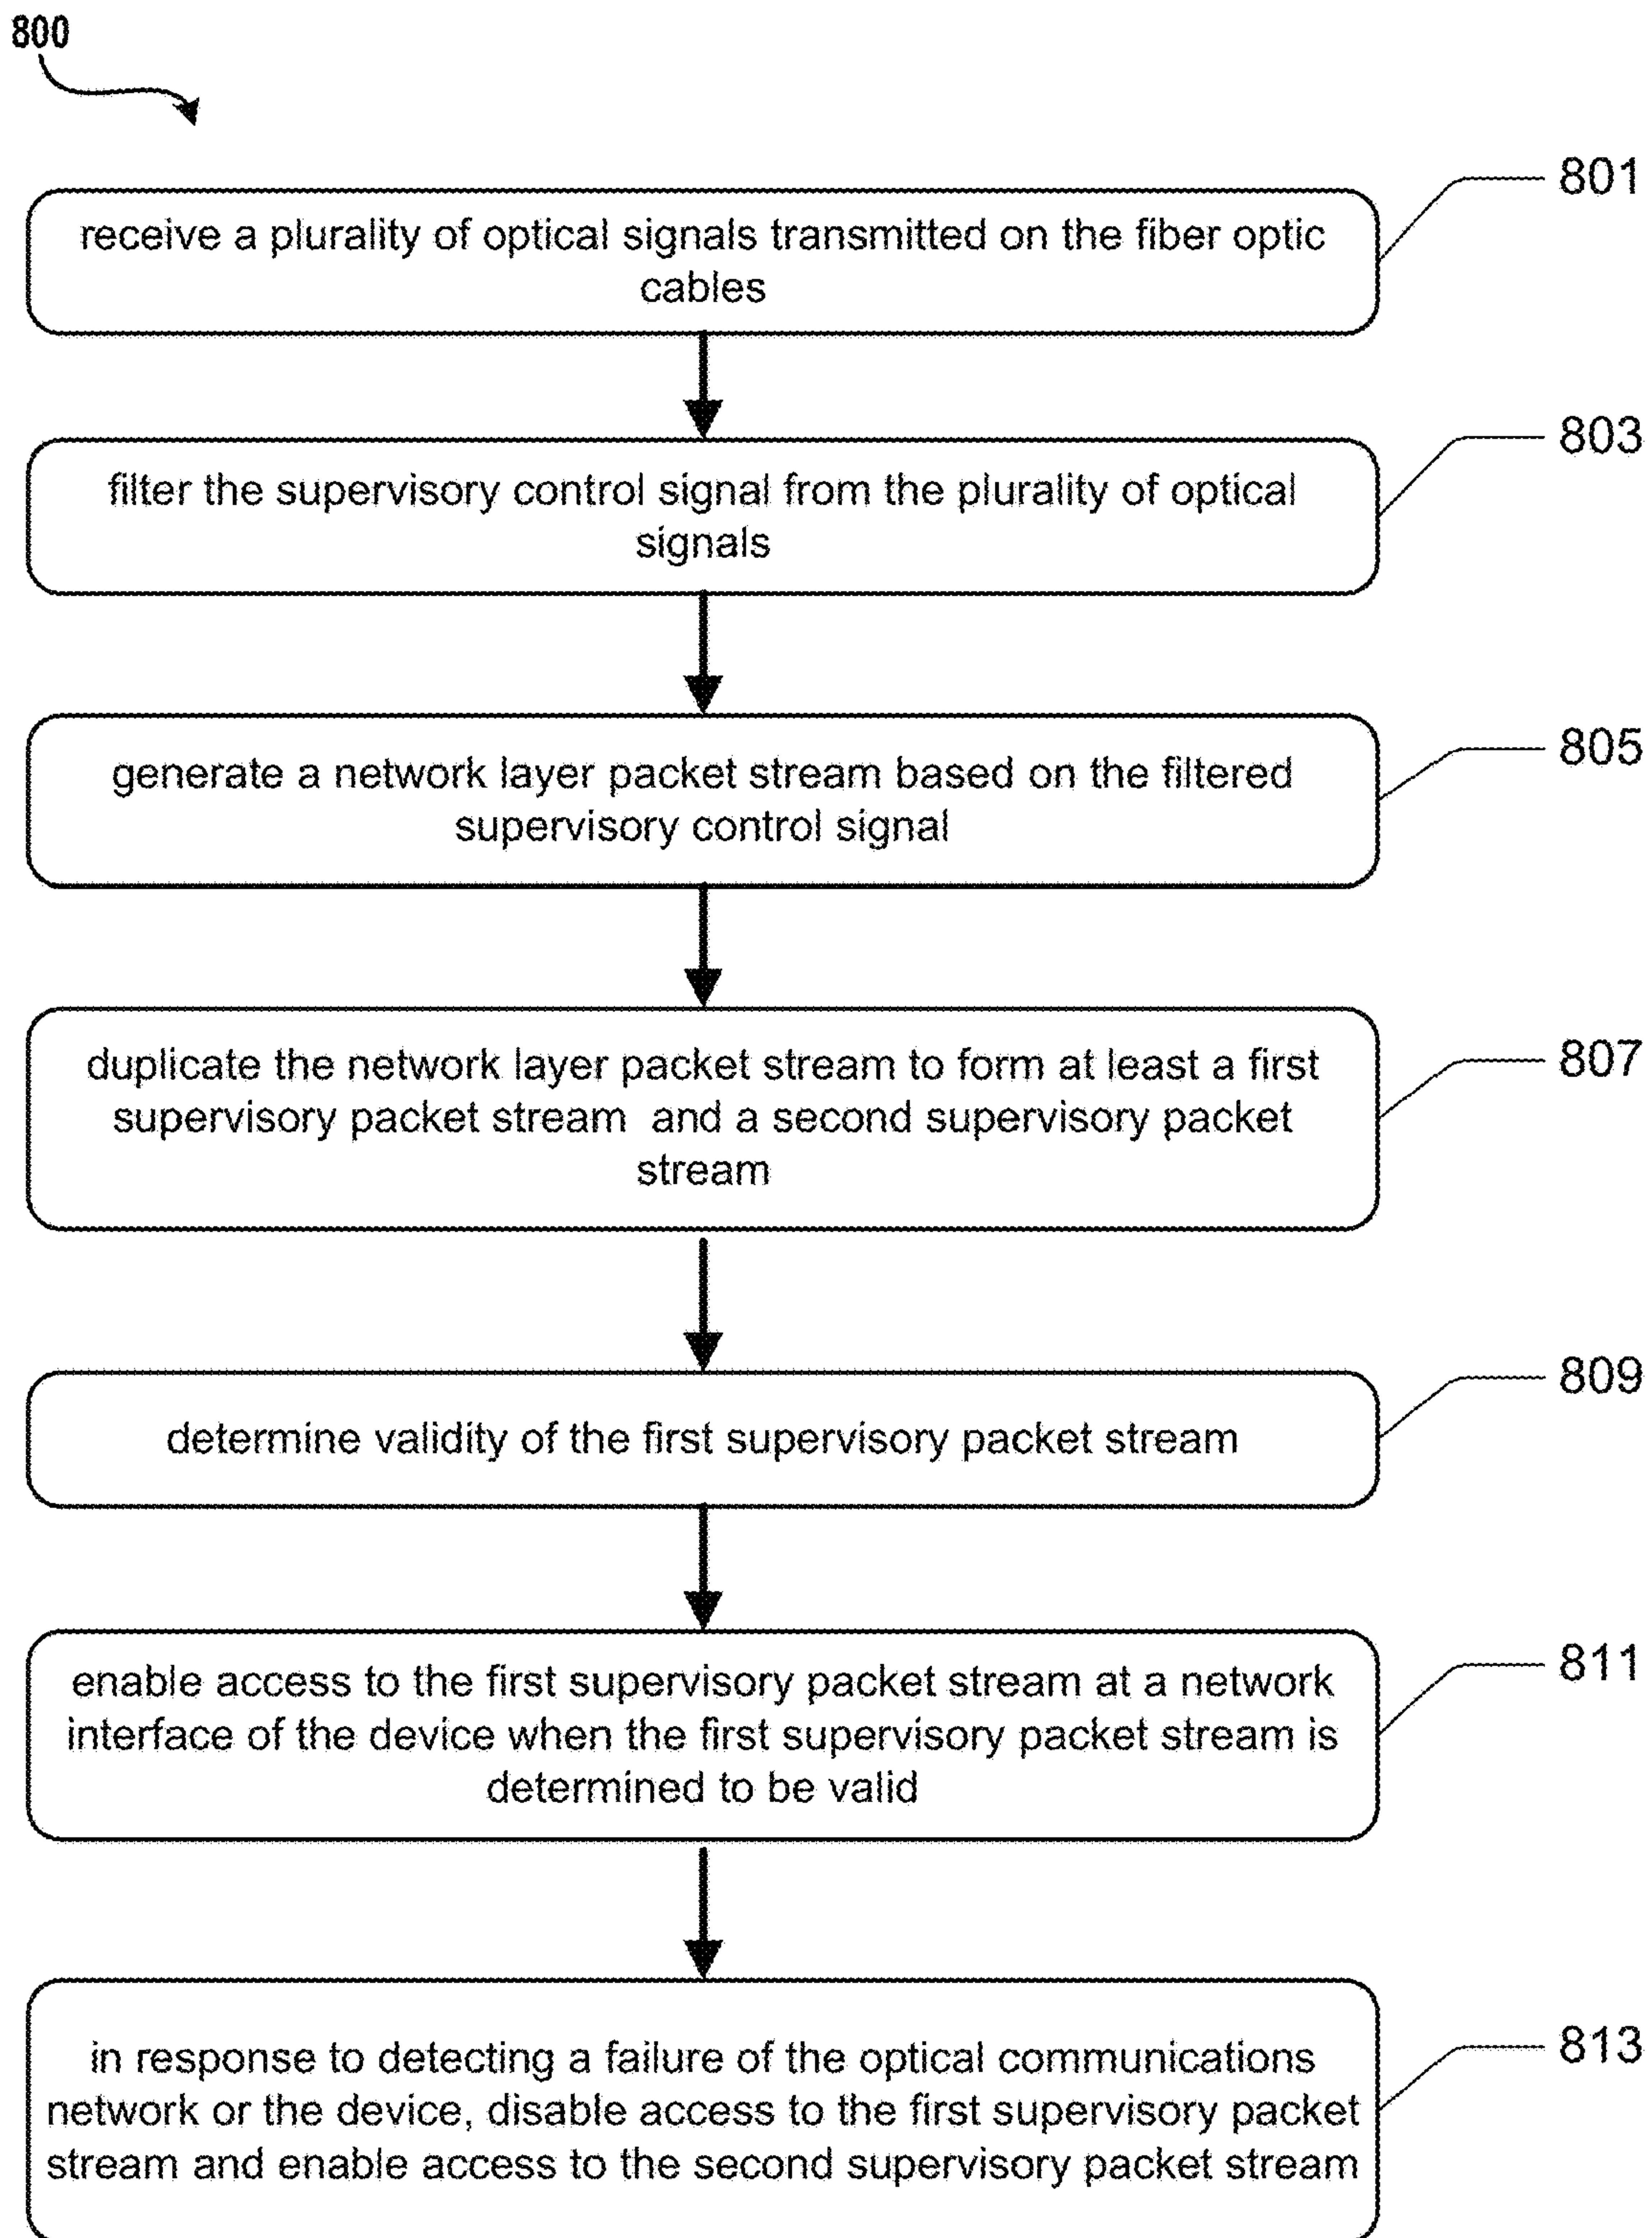 800
801
receive a plurality of optical signals transmitted on the fiber optic
cables
803
filter the supervisory control signal from the plurality of optical
signals
805
generate a network layer packet stream based on the filtered
supervisory control signal
807
duplicate the network layer packet stream to form at least a first
supervisory packet stream and a second supervisory packet
stream
809
determine validity of the first supervisory packet stream
811
enable access to the first supervisory packet stream at a network
interface of the device when the first supervisory packet stream is
determined to be valid
813
in response to detecting a failure of the optical communications
network or the device, disable access to the first supervisory packet
stream and enable access to the second supervisory packet stream